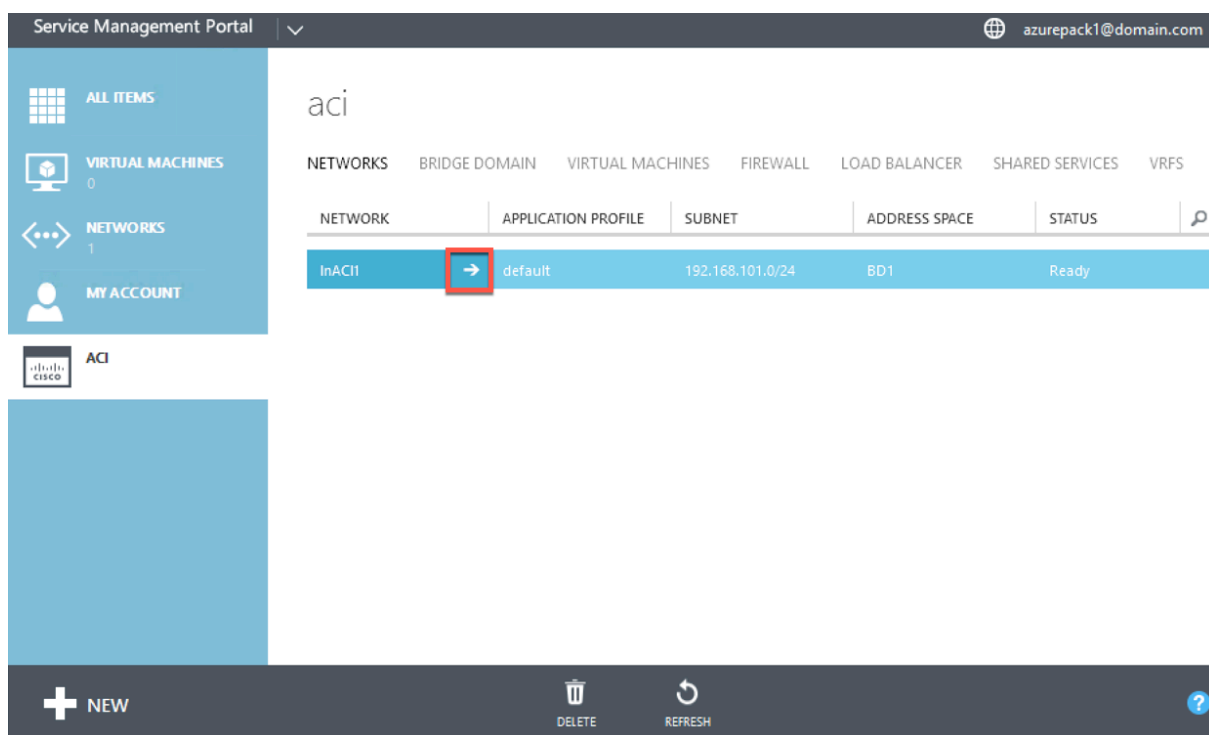 Service Management Portal
azurepack1@domain.com
ALL ITEMS
VIRTUAL MACHINES
0
NETWORKS
1
MY ACCOUNT
CISCO
ACI
aci
NETWORKS BRIDGE DOMAIN VIRTUAL MACHINES FIREWALL LOAD BALANCER SHARED SERVICES VRFS
NETWORK APPLICATION PROFILE SUBNET ADDRESS SPACE STATUS
InACI1 default 192.168.101.0/24 BD1 Ready
NEW
DELETE
REFRESH
?